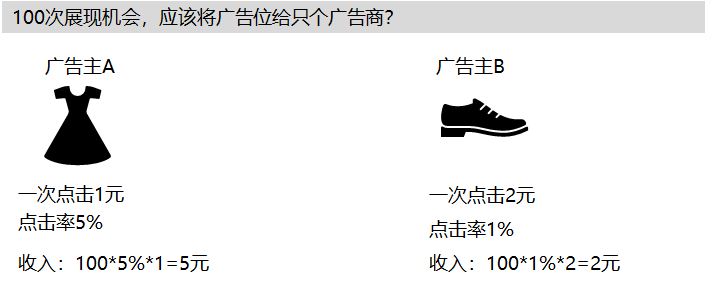 100次展现机会，应该将广告位给只个广告商？
广告主A
一次点击1元
点击率5%
收入：100*5%*1=5元
广告主B
一次点击2元
点击率1%
收入：100*1%*2=2元